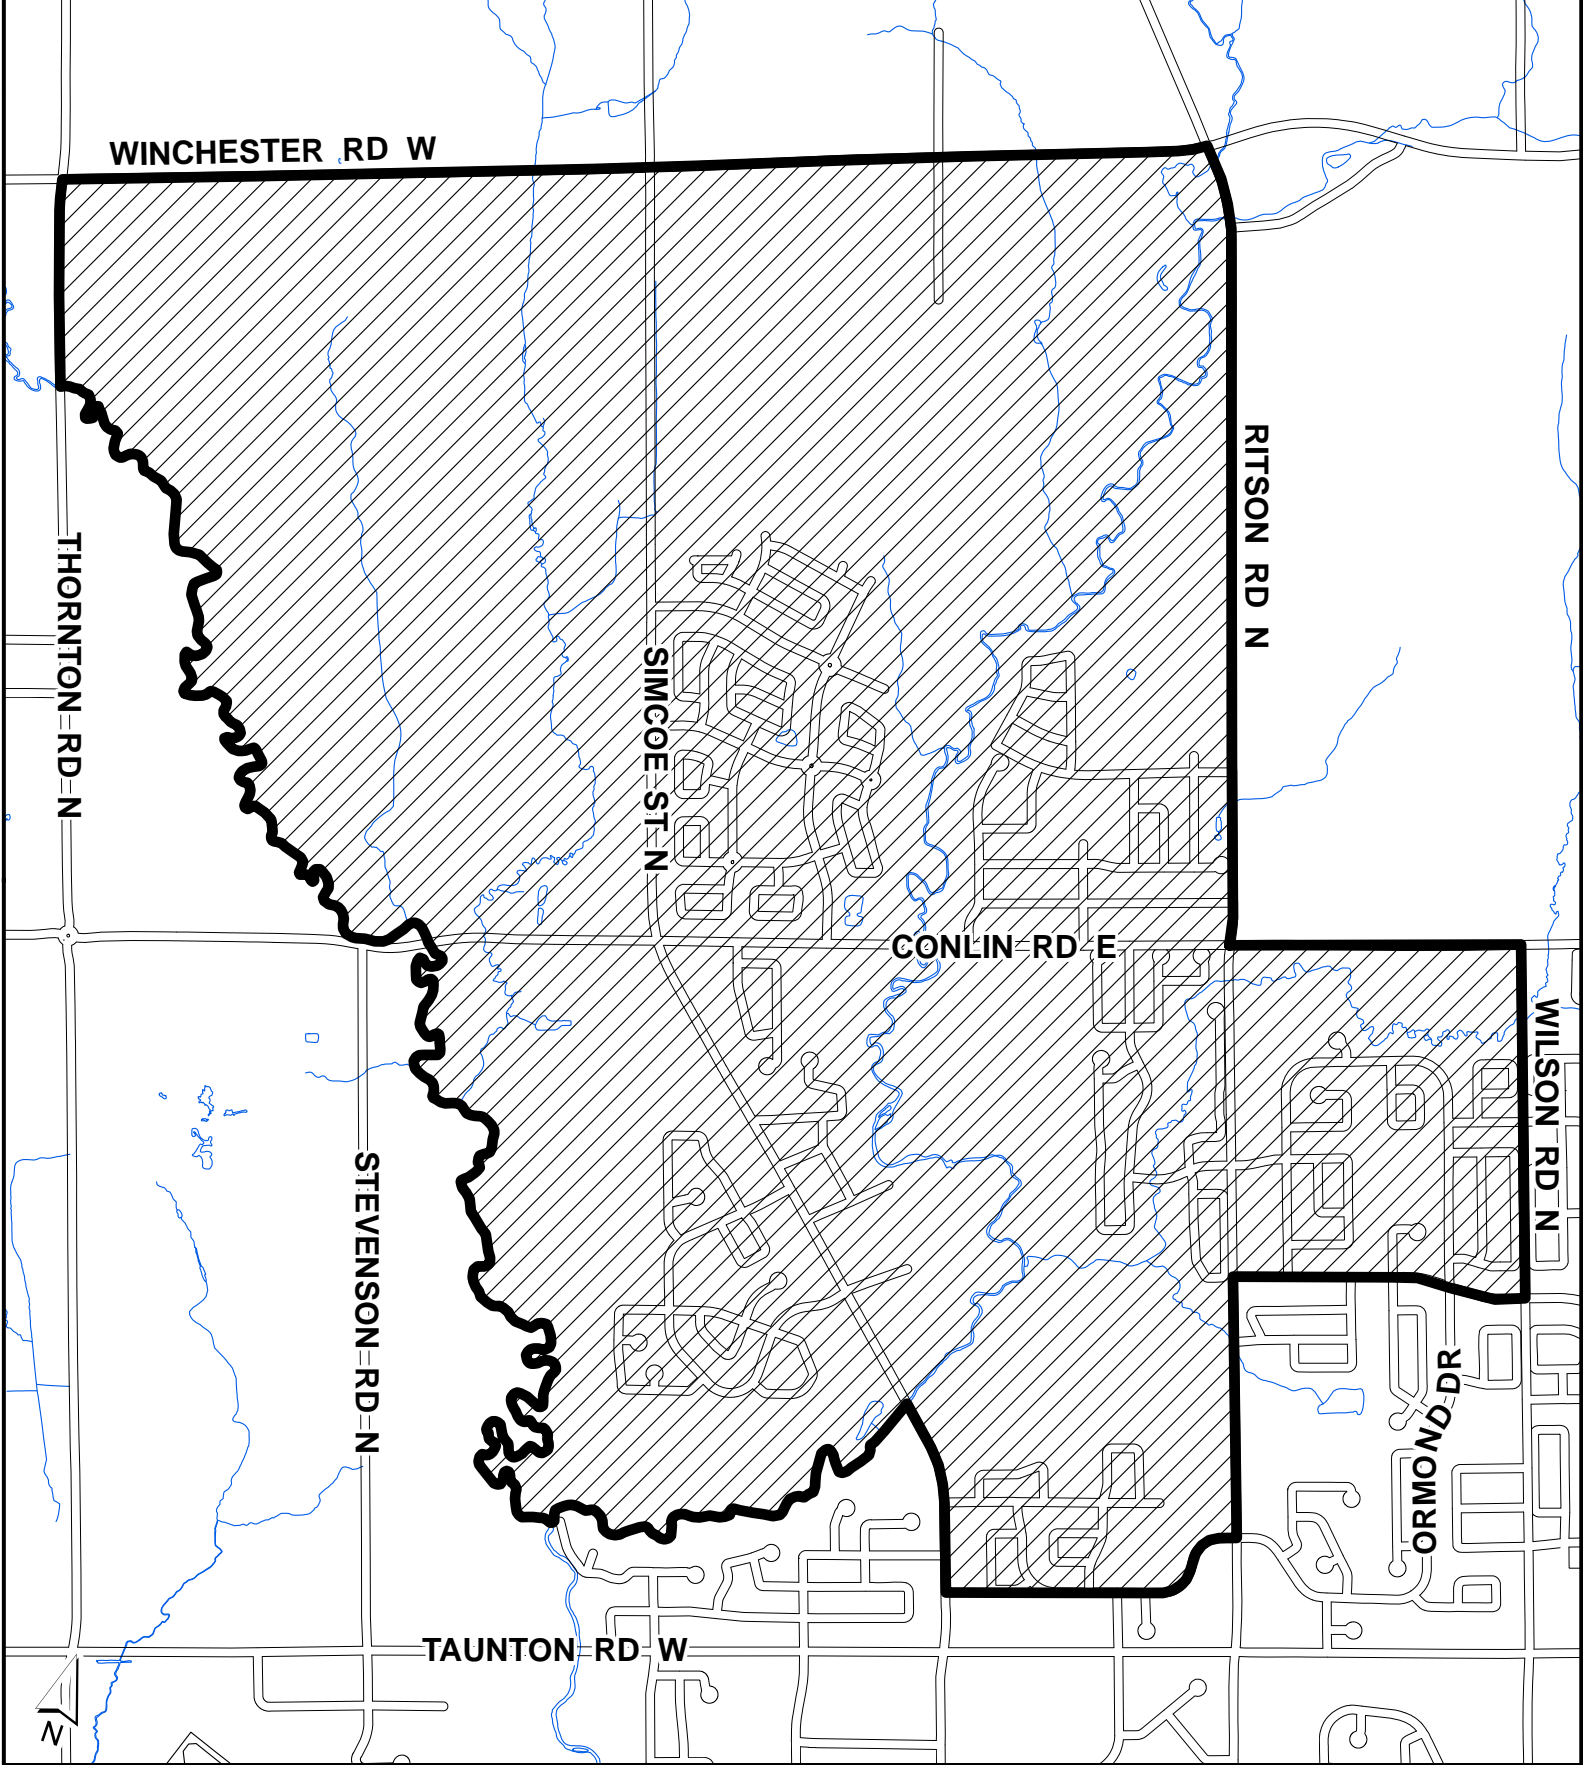 WINCHESTER RD W
RITSON RD N
THORNTON RD N
SIMCOE ST N
CONLIN RD E
WILSON RD N
STEVENSON RD N
ORMOND DR
TAUNTON RD W
N